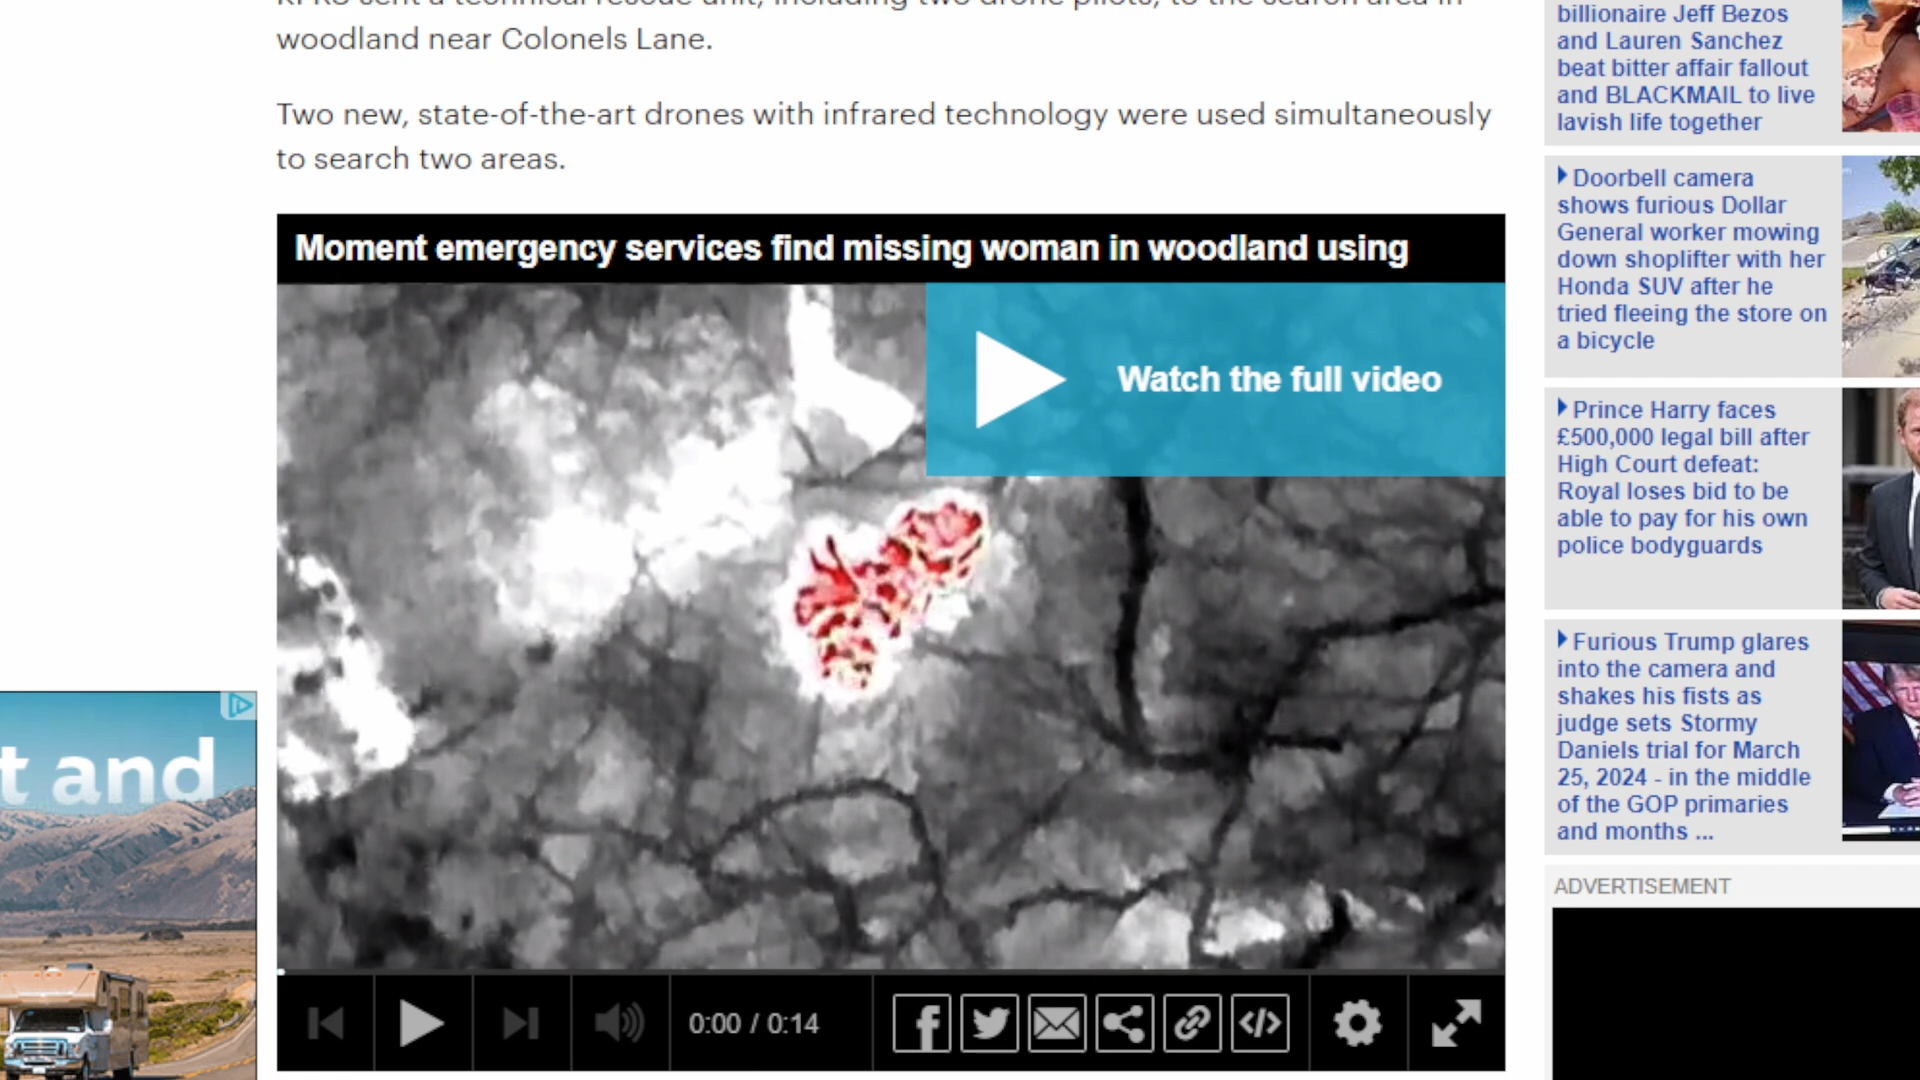 woodland near Colonels Lane.
Two new, state-of-the-art drones with infrared technology were used simultaneously
to search two areas.
Moment emergency services find missing woman in woodland using
Watch the full video
0:00 / 0:14
t and
billionaire Jeff Bezos
and Lauren Sanchez
beat bitter affair fallout
and BLACKMAIL to live
lavish life together
Doorbell camera
shows furious Dollar
General worker mowing
down shoplifter with her
Honda SUV after he
tried fleeing the store on
a bicycle
Prince Harry faces
£500,000 legal bill after
High Court defeat:
Royal loses bid to be
able to pay for his own
police bodyguards
Furious Trump glares
into the camera and
shakes his fists as
judge sets Stormy
Daniels trial for March
25, 2024 - in the middle
of the GOP primaries
and months ...
ADVERTISEMENT